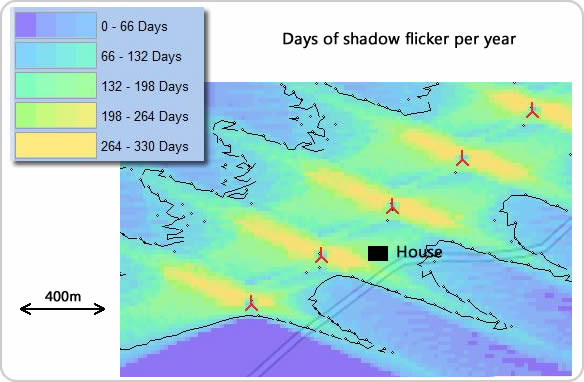 0 - 66 Days
Days of shadow flicker per year
66 - 132 Days
132 - 198 Days
198 - 264 Days
264 - 330 Days
House
400m